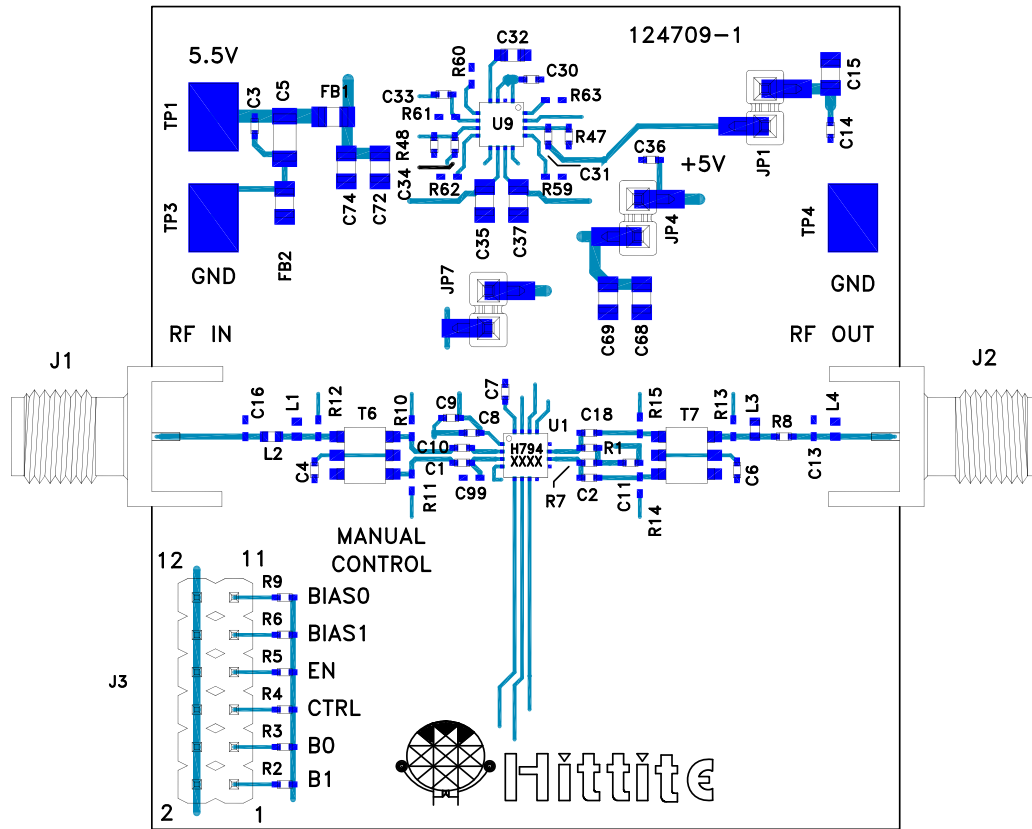 C32
124709-1
5.5V
R60
C15
C3
C5
FB1
C30
C33
R63
TP1
R61
U9
R48
R47
C14
JP1
C36
+5V
C34
C31
R62
R59
C74
C72
TP3
C35
C37
JP4
TP4
FB2
GND
JP7
GND
C69
C68
RF IN
RF OUT
J1
J2
C16
L1
R12
T6
R10
C9
C7
C8
U1
C18
R15
T7
R13
L3
R8
L4
L2
C10
H794
XXXX
R1
C13
C4
C1
C99
R11
R7
C2
C11
R14
C6
MANUAL
CONTROL
12
11
R9
BIAS0
R6
BIAS1
R5
EN
J3
R4
CTRL
R3
B0
R2
B1
2
1
Hittite